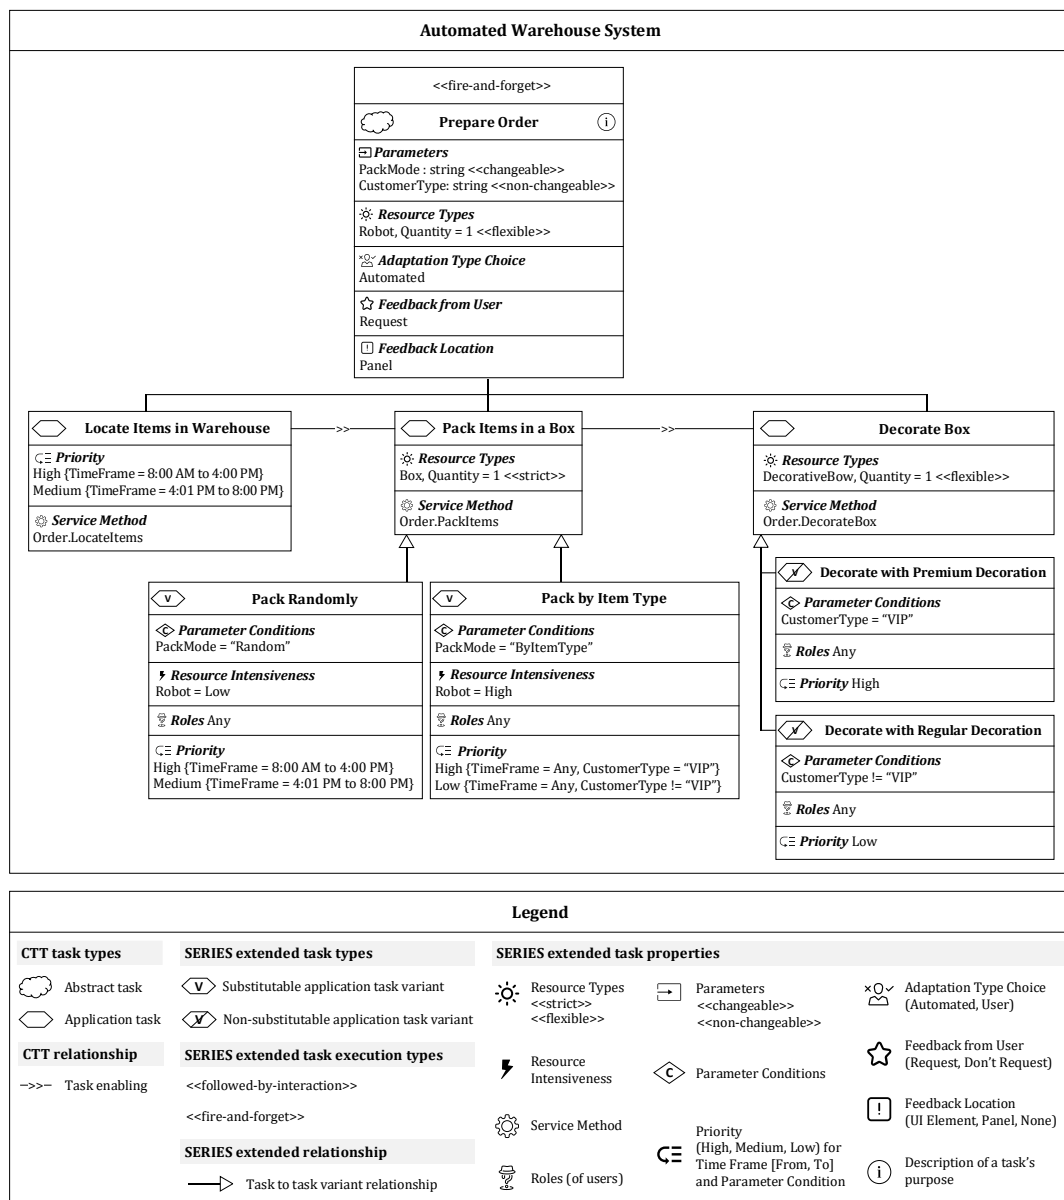 Automated Warehouse System
<<fire-and-forget>>
Prepare Order
i
Parameters
PackMode : string <<changeable>>
CustomerType: string <<non-changeable>>
Resource Types
Robot, Quantity = 1 <<flexible>>
Adaptation Type Choice
Automated
Feedback from User
Request
! Feedback Location
Panel
Locate Items in Warehouse
>>
Pack Items in a Box
>>
Decorate Box
Priority
High {TimeFrame = 8:00 AM to 4:00 PM}
Medium {TimeFrame = 4:01 PM to 8:00 PM}
Service Method
Order.LocateItems
Resource Types
Box, Quantity = 1 <<strict>>
Service Method
Order.PackItems
Resource Types
DecorativeBow, Quantity = 1 <<flexible>>
Service Method
Order.DecorateBox
V Pack Randomly
C Parameter Conditions
PackMode = “Random”
Resource Intensiveness
Robot = Low
Roles Any
Priority
High {TimeFrame = 8:00 AM to 4:00 PM}
Medium {TimeFrame = 4:01 PM to 8:00 PM}
V Pack by Item Type
C Parameter Conditions
PackMode = “ByItemType”
Resource Intensiveness
Robot = High
Roles Any
Priority
High {TimeFrame = Any, CustomerType = “VIP”}
Low {TimeFrame = Any, CustomerType != “VIP”}
V Decorate with Premium Decoration
C Parameter Conditions
CustomerType = “VIP”
Roles Any
Priority High
V Decorate with Regular Decoration
C Parameter Conditions
CustomerType != “VIP”
Roles Any
Priority Low
Legend
CTT task types
Abstract task
Application task
CTT relationship
–>>– Task enabling
SERIES extended task types
V Substitutable application task variant
V Non-substitutable application task variant
SERIES extended task execution types
<<followed-by-interaction>>
<<fire-and-forget>>
SERIES extended relationship
Task to task variant relationship
SERIES extended task properties
Resource Types
<<strict>>
<<flexible>>
Resource
Intensiveness
Service Method
Roles (of users)
Parameters
<<changeable>>
<<non-changeable>>
C Parameter Conditions
Priority
(High, Medium, Low) for
Time Frame [From, To]
and Parameter Condition
Adaptation Type Choice
(Automated, User)
Feedback from User
(Request, Don't Request)
! Feedback Location
(UI Element, Panel, None)
i Description of a task's
purpose